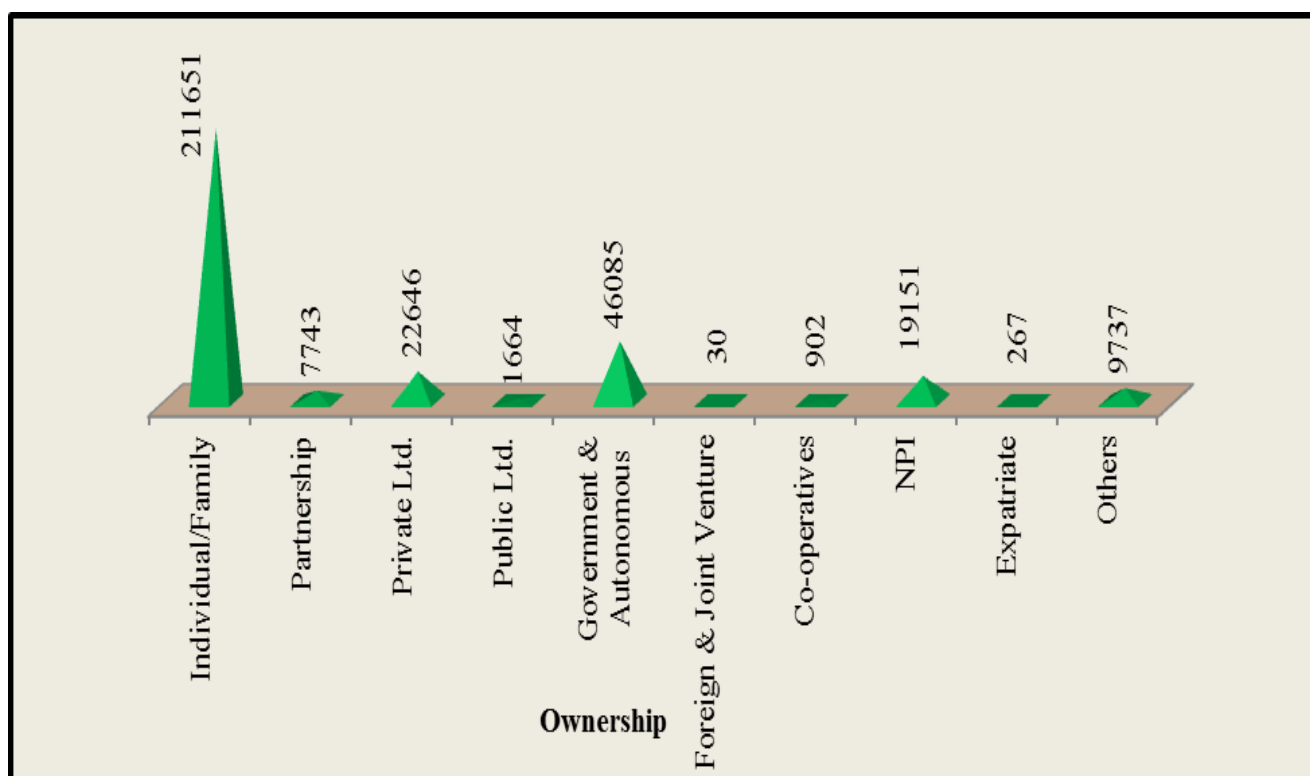 211651
7743
22646
1664
46085
30
902
19151
267
9737
Individual/Family
Partnership
Private Ltd.
Public Ltd.
Government &
Autonomous
Foreign & Joint Venture
Co-operatives
NPI
Expatriate
Others
Ownership